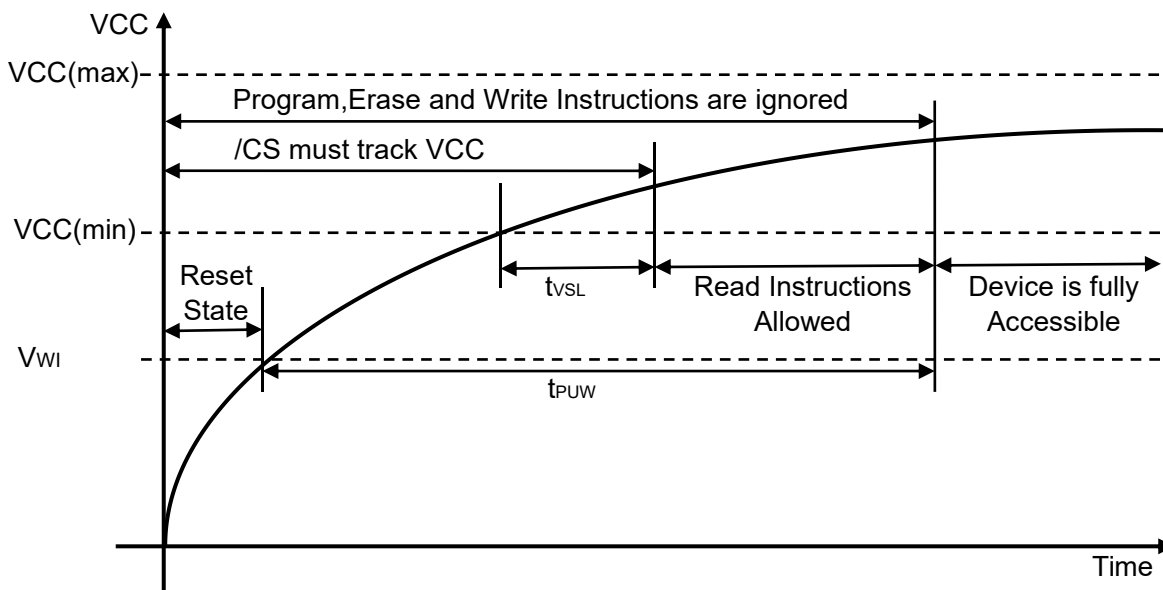 VCC
VCC(max)
Program,Erase and Write Instructions are ignored
/CS must track VCC
VCC(min)
Reset
State
tVSL
Read Instructions
Allowed
Device is fully
Accessible
VWI
tPUW
Time